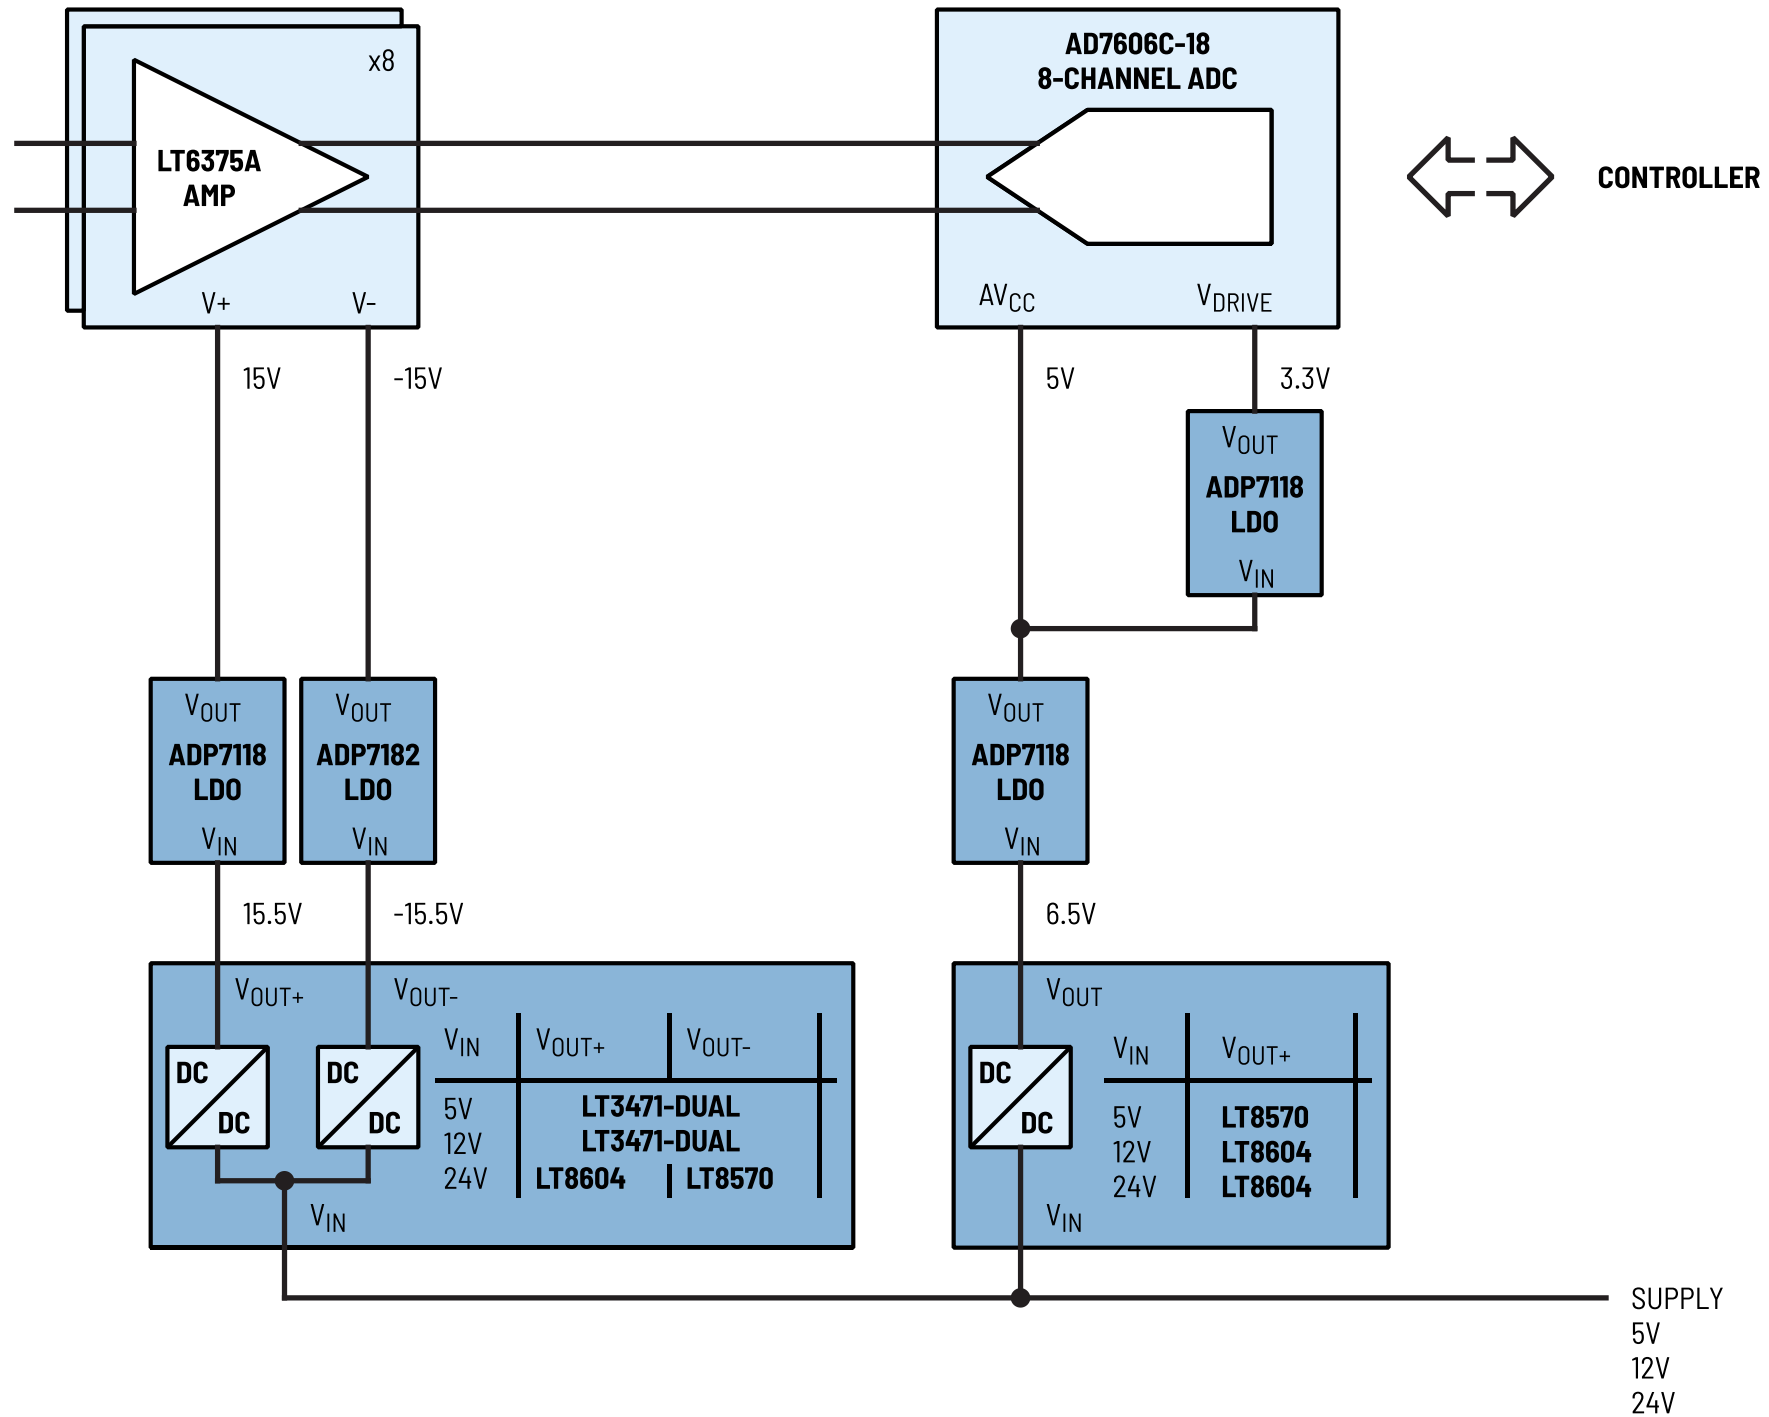 x8
LT6375A
AMP
V+
V-
AD7606C-18
8-CHANNEL ADC
AVCC
VDRIVE
CONTROLLER
15V
-15V
5V
3.3V
VOUT
ADP7118
LDO
VIN
VOUT
ADP7118
LDO
VIN
VOUT
ADP7182
LDO
VIN
VOUT
ADP7118
LDO
VIN
15.5V
-15.5V
6.5V
VOUT+
VOUT-
DC
DC
DC
DC
VIN VOUT+ VOUT-
5V LT3471-DUAL
12V LT3471-DUAL
24V LT8604 LT8570
VIN
VOUT
DC
DC
VIN VOUT+
5V LT8570
12V LT8604
24V LT8604
VIN
SUPPLY
5V
12V
24V